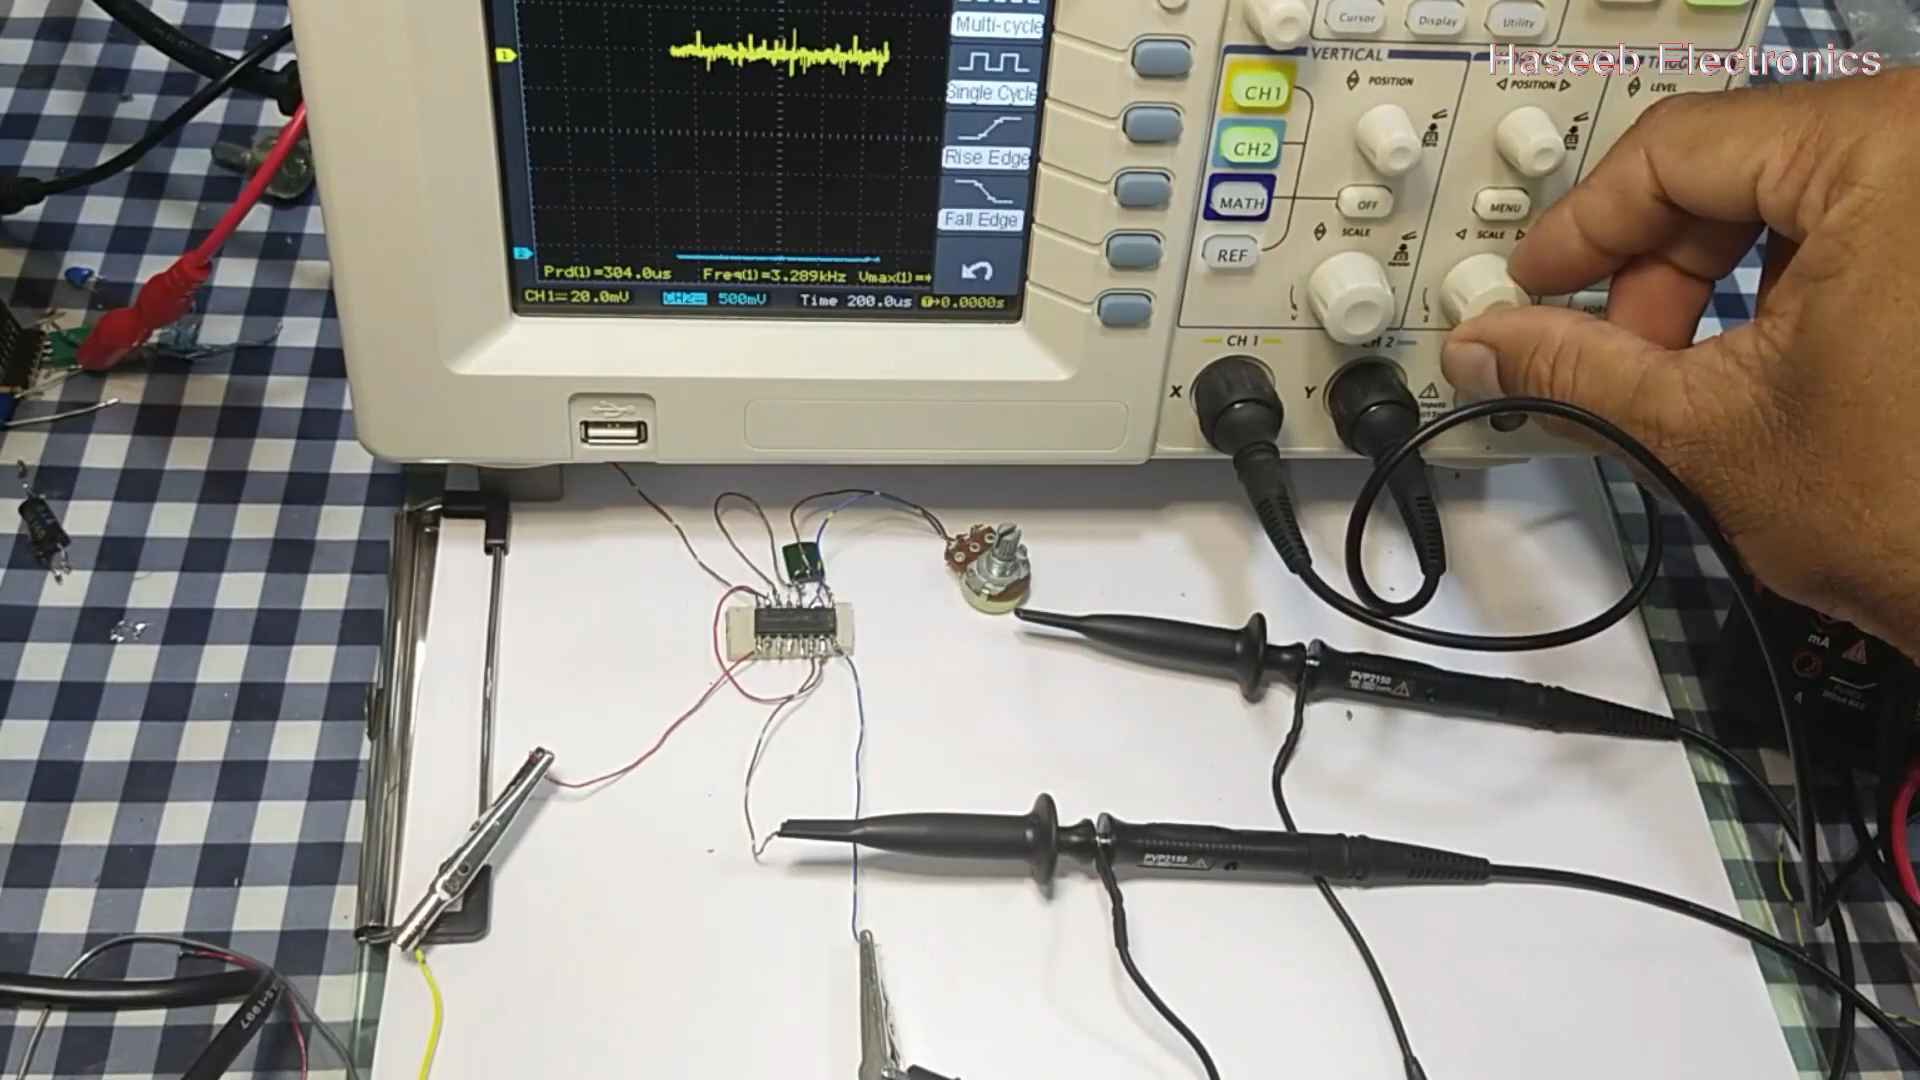 Haseeb Electronics
Multi-cycle
Single Cycle
Rise Edge
Fall Edge
1
2
Prd(1)=304.0us Freq(1)=3.289kHz Vmax(1)=*
CH1= 20.0mV CH2= 500mV Time 200.0us T→0.0000s
Cursor
Display
Utility
VERTICAL
POSITION
POSITION
LEVEL
CH1
CH2
MATH
OFF
MENU
REF
SCALE
SCALE
CH 1
CH 2
X
Y
PVP2150
PVP2150
mA
A